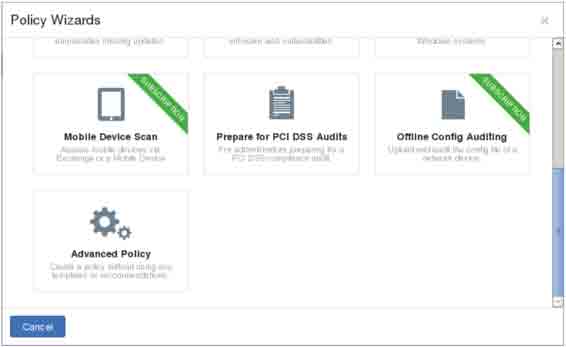 Policy Wizards
×
enumerates missing updates
software and vulnerabilities
Windows systems
SUBSCRIPTION
SUBSCRIPTION
Mobile Device Scan
Assess mobile devices via
Exchange or y Mobile Device
Prepare for PCI DSS Audits
For administrators preparing for a
PCI DSS compliance audit.
Offline Config Auditing
Upload and audit the config file of a
network device.
Advanced Policy
Create a policy without using any
templates or recommendations.
Cancel